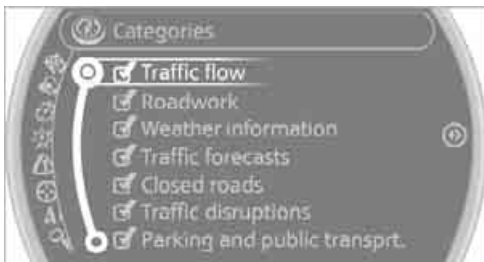 Categories
Traffic flow
Roadwork
Weather information
Traffic forecasts
Closed roads
Traffic disruptions
Parking and public transprt.